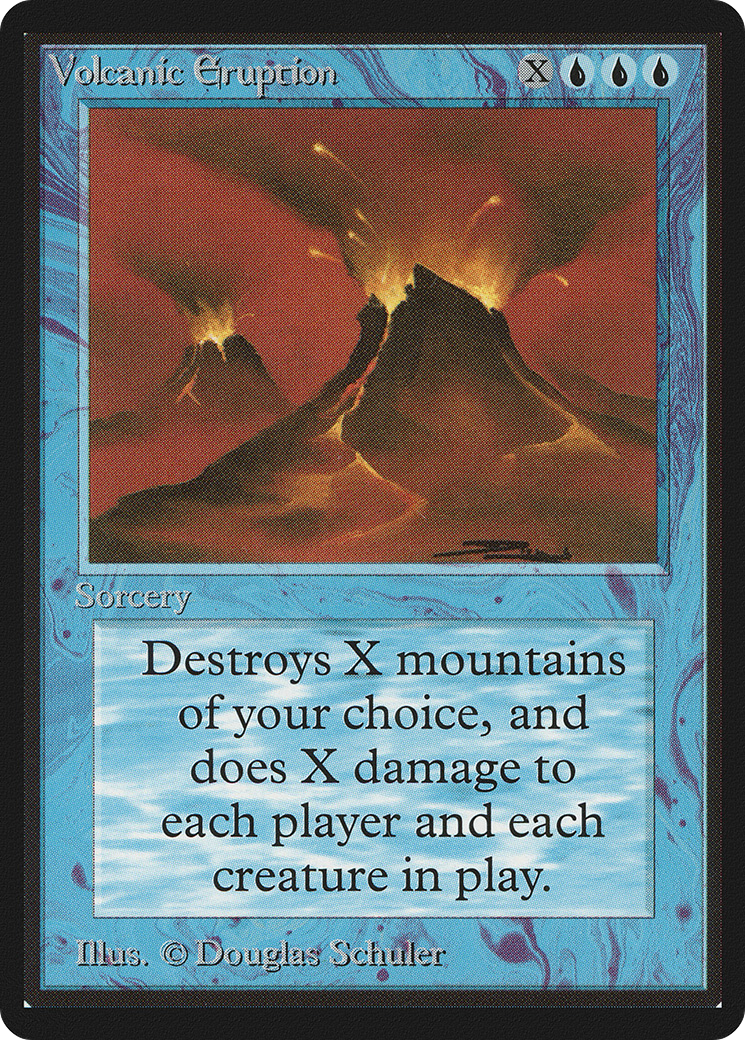 Volcanic Eruption X
Sorcery
Destroys X mountains
of your choice, and
does X damage to
each player and each
creature in play.
Illus. © Douglas Schuler